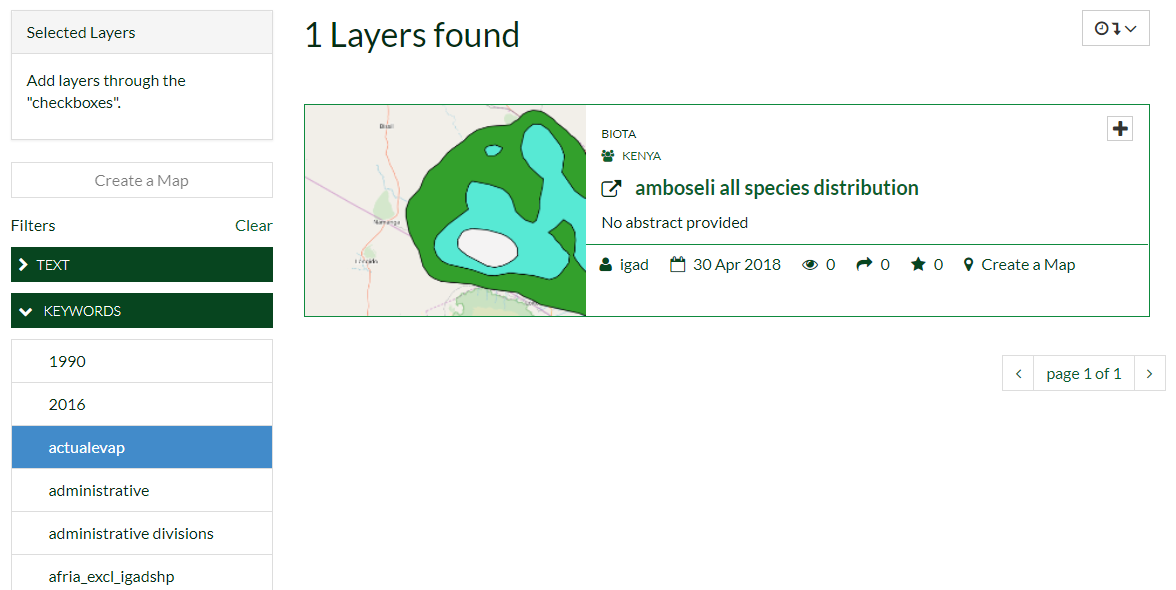 Selected Layers
Add layers through the
"checkboxes".
Create a Map
Filters
Clear
TEXT
KEYWORDS
1990
2016
actualevap
administrative
administrative divisions
afria_excl_igadshp
1 Layers found
BIOTA
KENYA
amboseli all species distribution
No abstract provided
igad 30 Apr 2018 0 0 0 Create a Map
Namanga
page 1 of 1